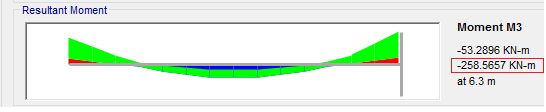 Resultant Moment
Moment M3
-53.2896 KN-m
-258.5657 KN-m
at 6.3 m